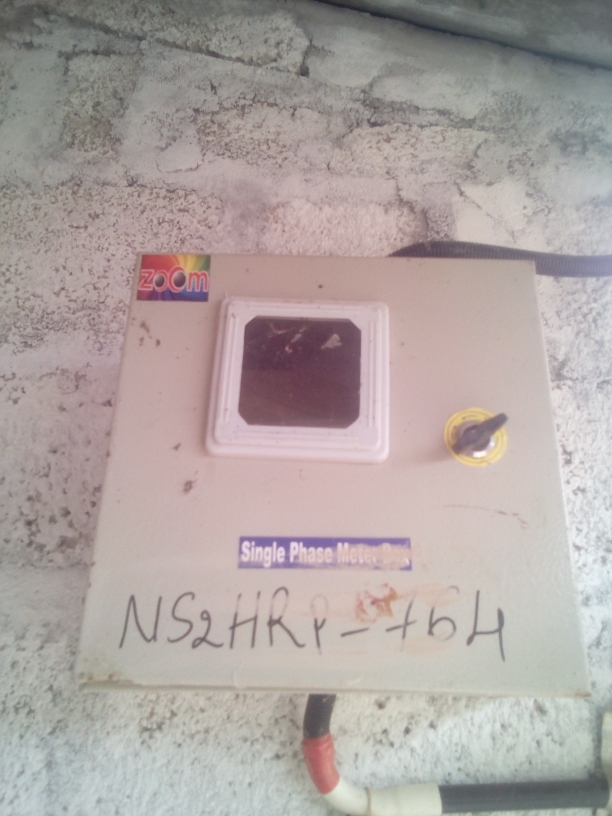 zoom
Single Phase Meter Box
NS2HRP-764